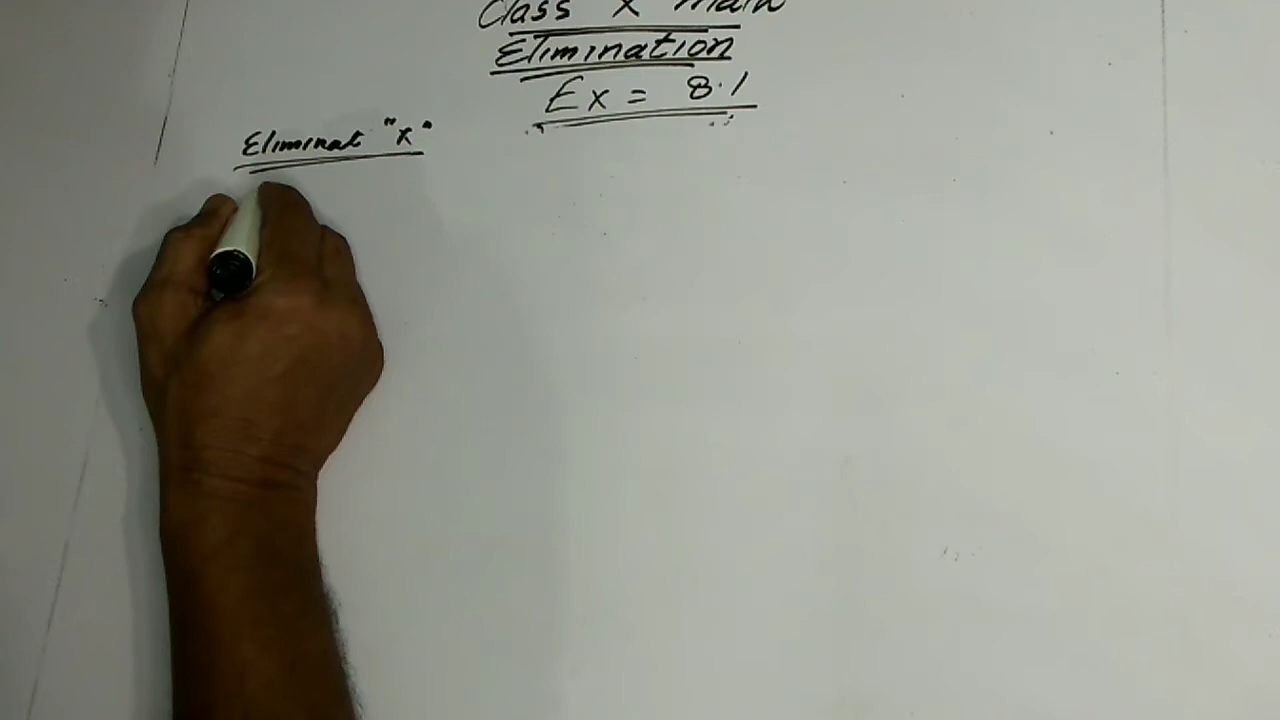 Class X Math
Elimination
Ex = 8.1
Eliminat "x"